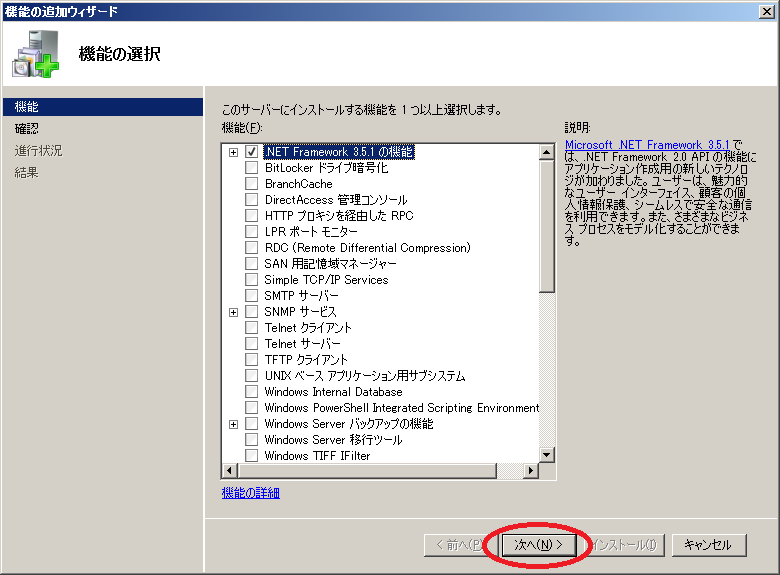 機能の追加ウィザード
機能の選択
機能
確認
進行状況
結果
このサーバーにインストールする機能を 1 つ以上選択します。
機能(F):
.NET Framework 3.5.1 の機能
BitLocker ドライブ暗号化
BranchCache
DirectAccess 管理コンソール
HTTP プロキシを経由した RPC
LPR ポート モニター
RDC (Remote Differential Compression)
SAN 用記憶域マネージャー
Simple TCP/IP Services
SMTP サーバー
SNMP サービス
Telnet クライアント
Telnet サーバー
TFTP クライアント
UNIX ベース アプリケーション用サブシステム
Windows Internal Database
Windows PowerShell Integrated Scripting Environment
Windows Server バックアップの機能
Windows Server 移行ツール
Windows TIFF IFilter
機能の詳細
説明:
Microsoft .NET Framework 3.5.1で
は、.NET Framework 2.0 API の機能に
アプリケーション作成用の新しいテクノロ
ジが加わりました。ユーザーは、魅力的
なユーザー インターフェイス、顧客の個
人情報保護、シームレスで安全な通信
を利用できます。また、さまざまなビジネ
ス プロセスをモデル化することができま
す。
< 前へ(P)
次へ(N) >
インストール(I)
キャンセル